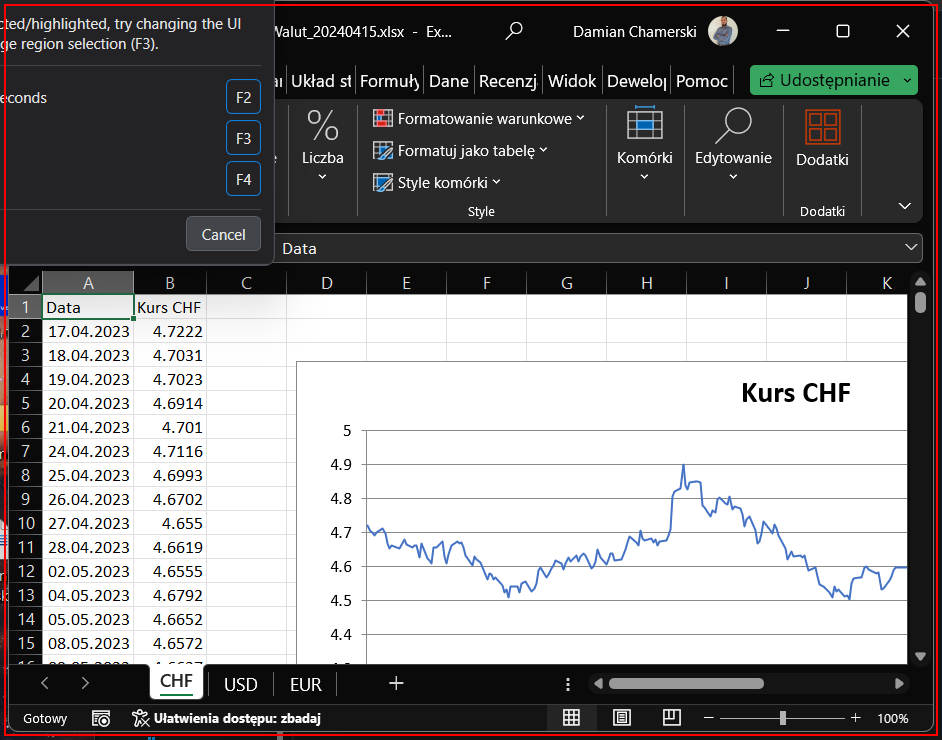 cted/highlighted, try changing the UI
ge region selection (F3).
econds
F2
F3
F4
Cancel
Walut_20240415.xlsx - Ex...
Damian Chamerski
Układ st
Formuły
Dane
Recenzj
Widok
Dewelop
Pomoc
Udostępnianie
Liczba
Formatowanie warunkowe
Formatuj jako tabelę
Style komórki
Style
Komórki
Edytowanie
Dodatki
Dodatki
Data
A B C D E F G H I J K
1 Data Kurs CHF
2 17.04.2023 4.7222
3 18.04.2023 4.7031
4 19.04.2023 4.7023
5 20.04.2023 4.6914
6 21.04.2023 4.701
7 24.04.2023 4.7116
8 25.04.2023 4.6993
9 26.04.2023 4.6702
10 27.04.2023 4.655
11 28.04.2023 4.6619
12 02.05.2023 4.6555
13 04.05.2023 4.6792
14 05.05.2023 4.6652
15 08.05.2023 4.6572
Kurs CHF
5
4.9
4.8
4.7
4.6
4.5
4.4
CHF
USD
EUR
Gotowy
Ułatwienia dostępu: zbadaj
100%